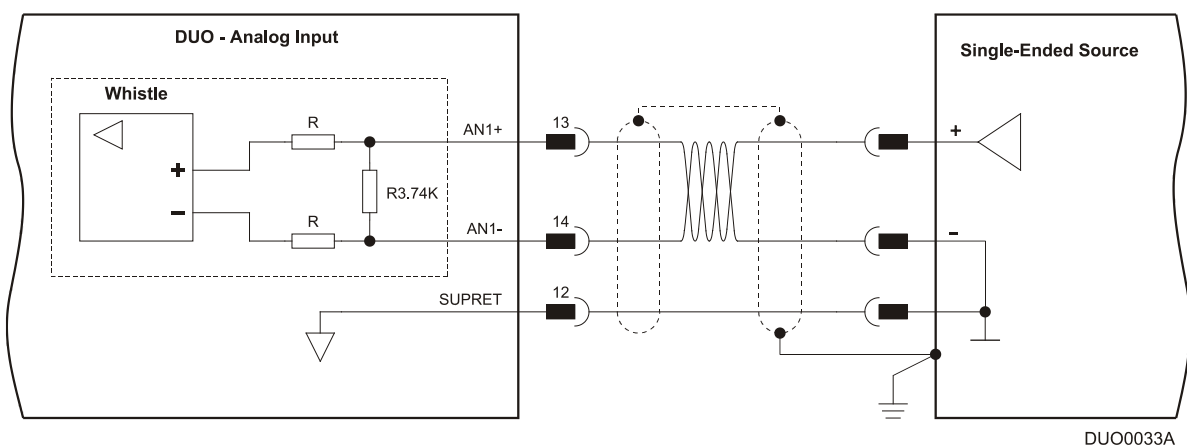 DUO - Analog Input
Single-Ended Source
Whistle
R
AN1+
13
+
+
R3.74K
-
R
AN1-
14
-
SUPRET
12
DUO0033A